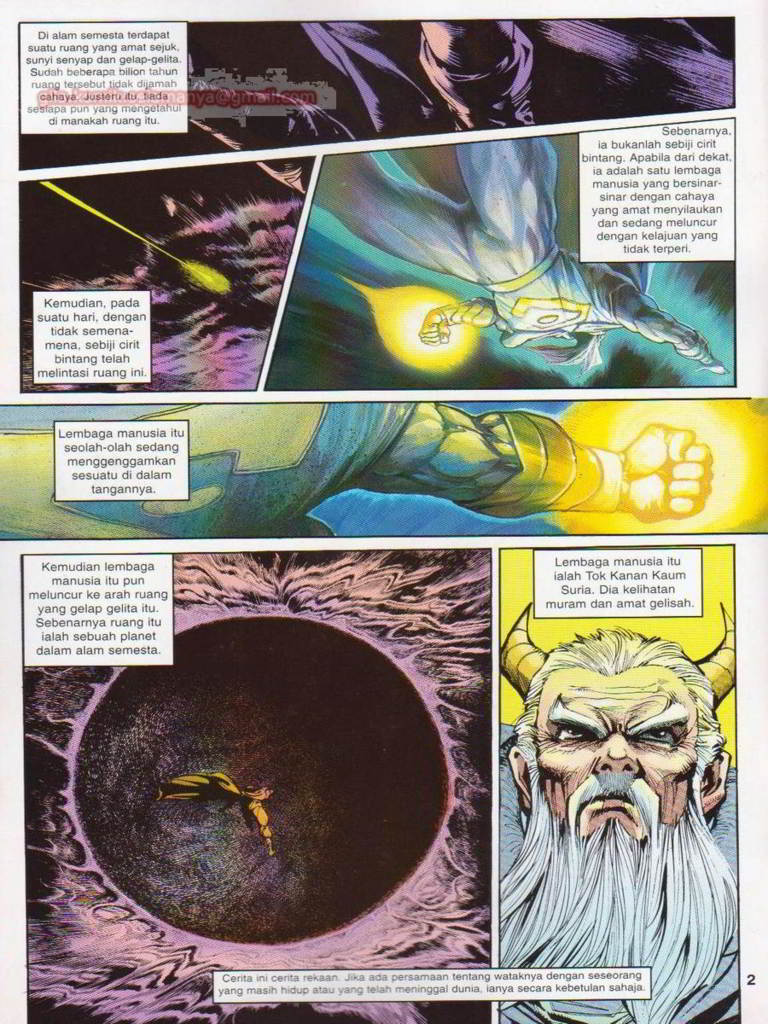 Di alam semesta terdapat
suatu ruang yang amat sejuk,
sunyi senyap dan gelap-gelita.
Sudah beberapa bilion tahun
ruang tersebut tidak dijamah
cahaya. Justeru itu, tiada
sesiapa pun yang mengetahui
di manakah ruang itu.
Sebenarnya,
ia bukanlah sebiji cirit
bintang. Apabila dari dekat,
ia adalah satu lembaga
manusia yang bersinar-
sinar dengan cahaya
yang amat menyilaukan
dan sedang meluncur
dengan kelajuan yang
tidak terperi.
Kemudian, pada
suatu hari, dengan
tidak semena-
mena, sebiji cirit
bintang telah
melintasi ruang ini.
Lembaga manusia itu
seolah-olah sedang
menggenggamkan
sesuatu di dalam
tangannya.
Kemudian lembaga
manusia itu pun
meluncur ke arah ruang
yang gelap gelita itu.
Sebenarnya ruang itu
ialah sebuah planet
dalam alam semesta.
Lembaga manusia itu
ialah Tok Kanan Kaum
Suria. Dia kelihatan
muram dan amat gelisah.
Cerita ini cerita rekaan. Jika ada persamaan tentang wataknya dengan seseorang
yang masih hidup atau yang telah meninggal dunia, ianya secara kebetulan sahaja.
2